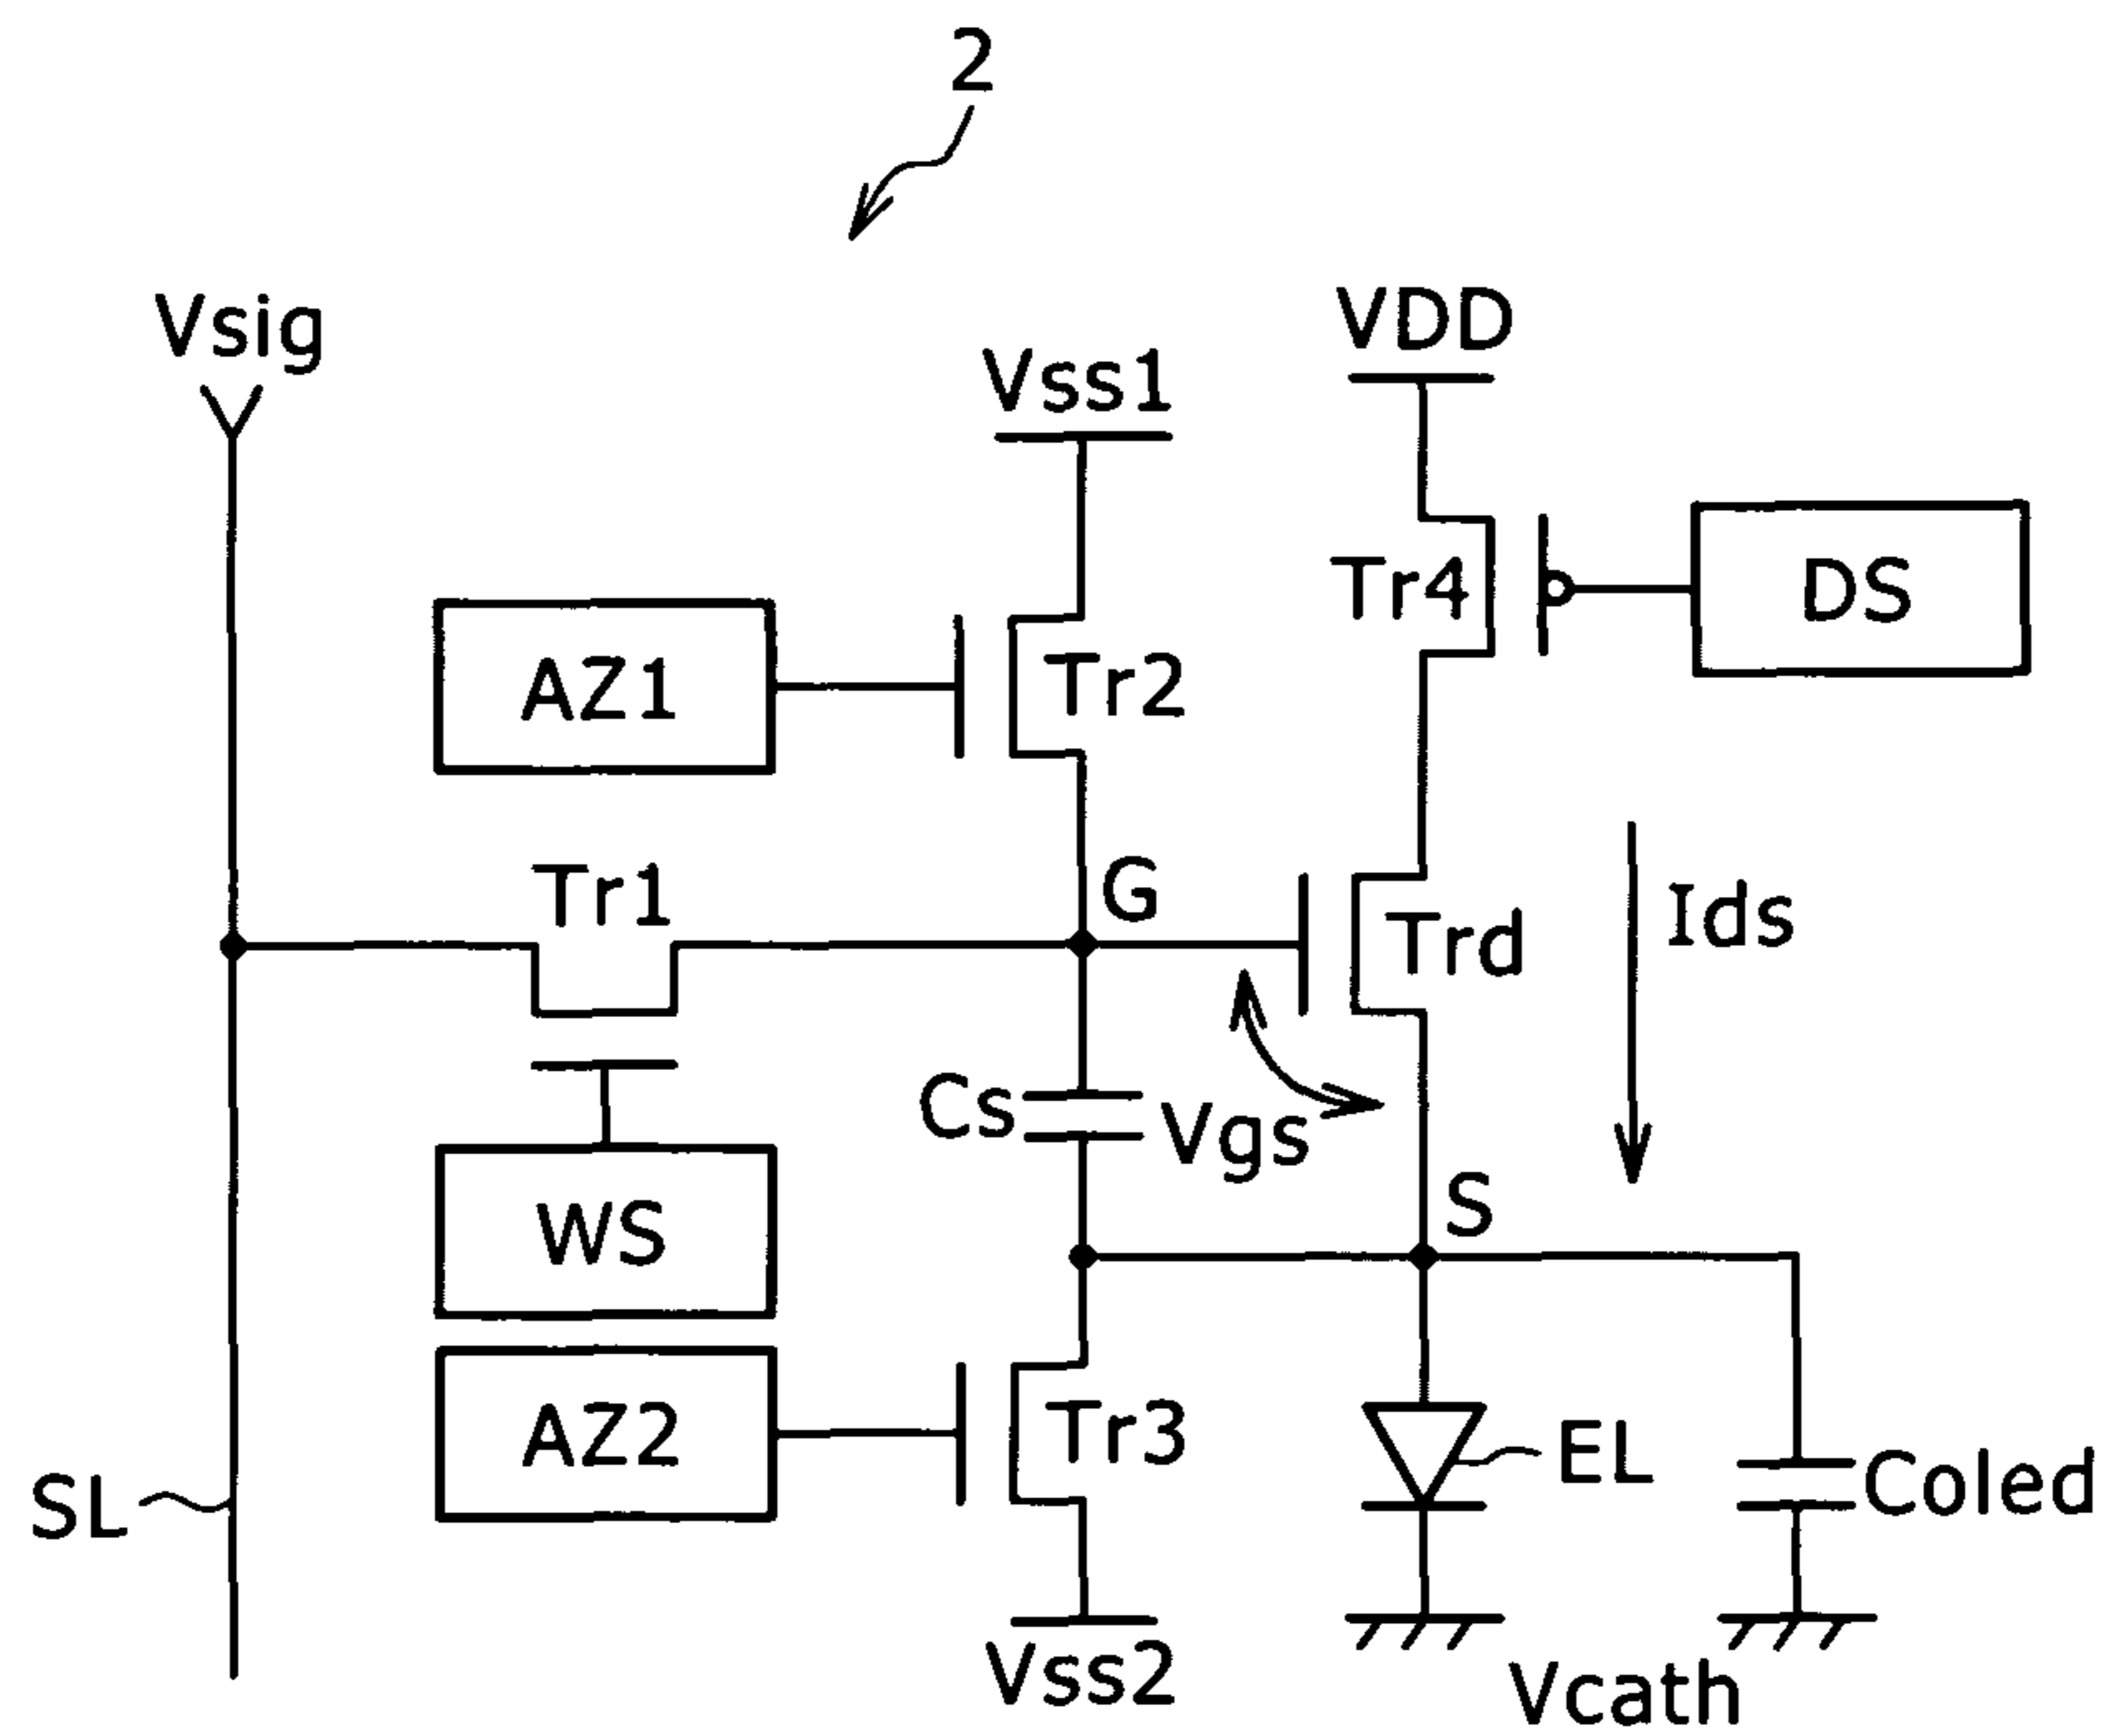 2
Vsig
VDD
Vss1
Tr4
DS
AZ1
Tr2
Tr1
G
Trd
Ids
Cs
Vgs
S
WS
AZ2
Tr3
EL
Coled
SL
Vss2
Vcath